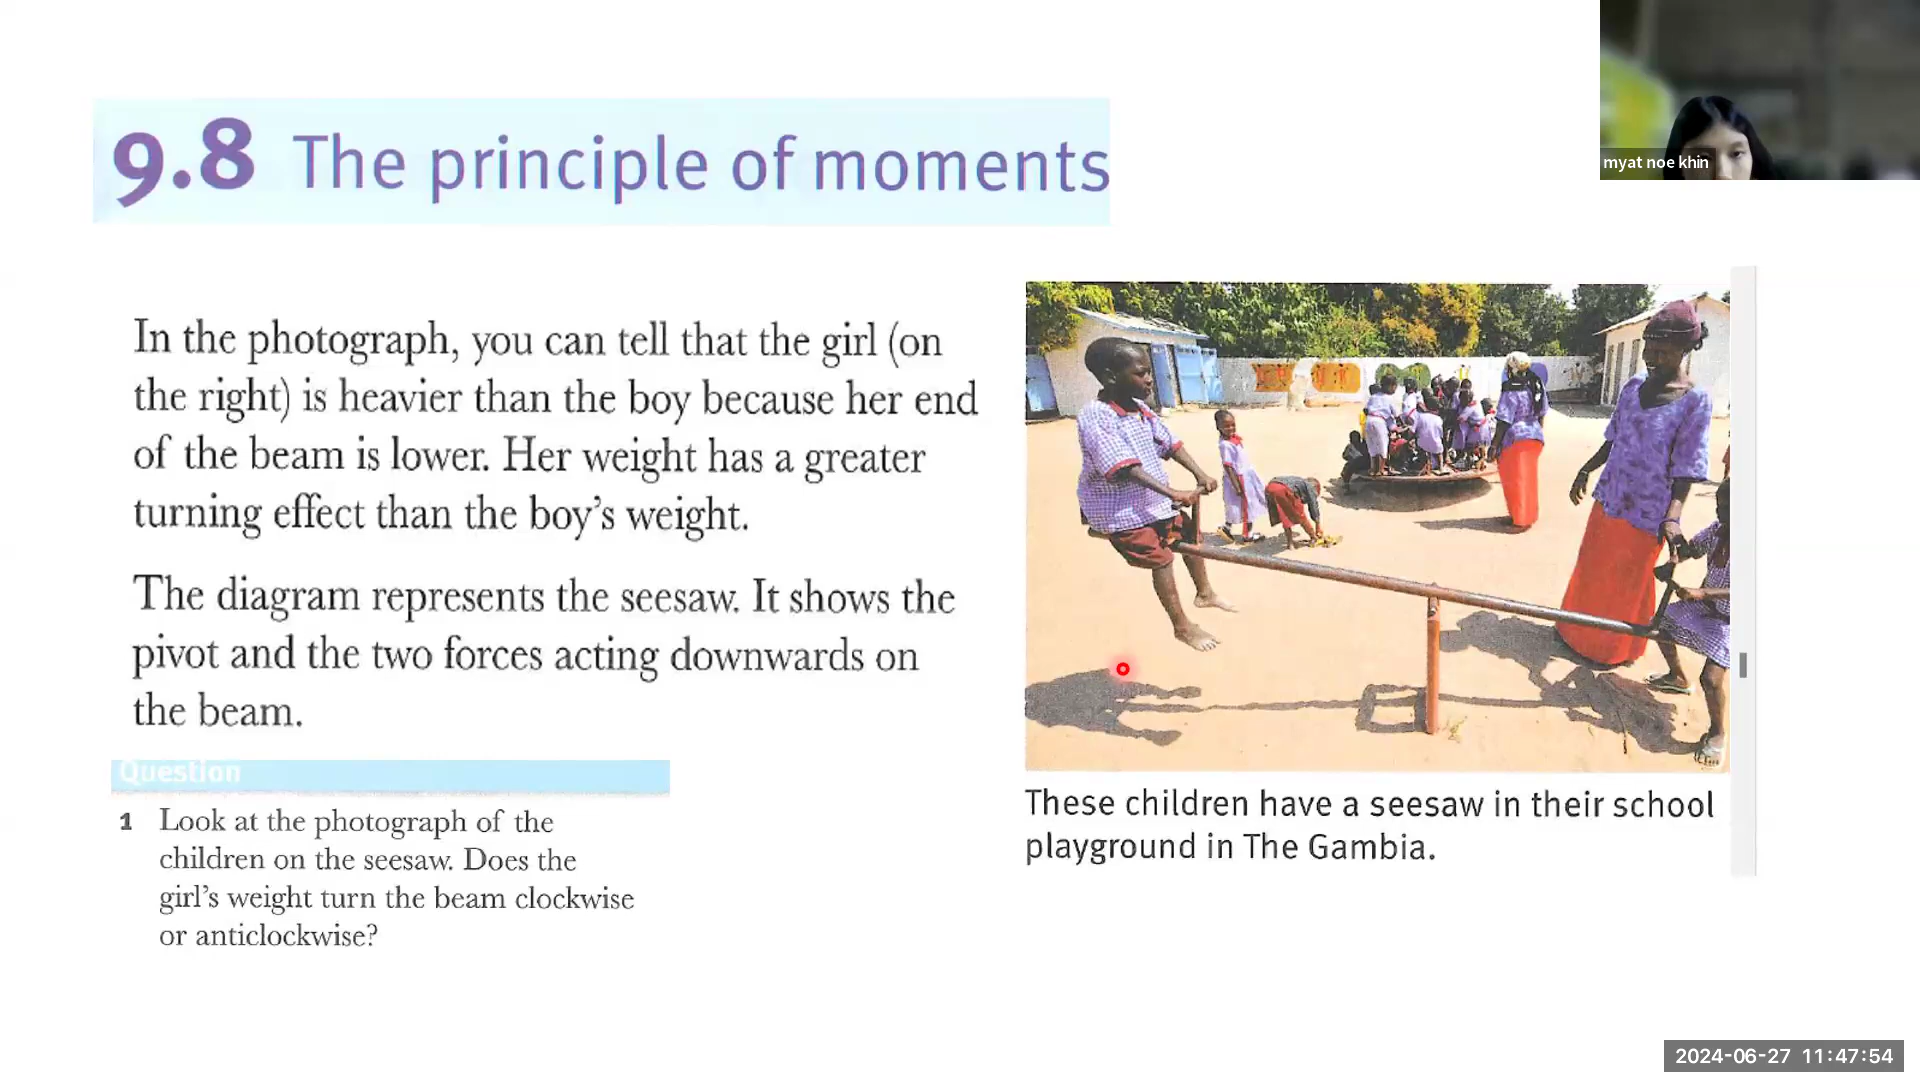 myat noe khin
9.8 The principle of moments
In the photograph, you can tell that the girl (on
the right) is heavier than the boy because her end
of the beam is lower. Her weight has a greater
turning effect than the boy's weight.
The diagram represents the seesaw. It shows the
pivot and the two forces acting downwards on
the beam.
Question
1 Look at the photograph of the
children on the seesaw. Does the
girl's weight turn the beam clockwise
or anticlockwise?
These children have a seesaw in their school
playground in The Gambia.
2024-06-27 11:47:54